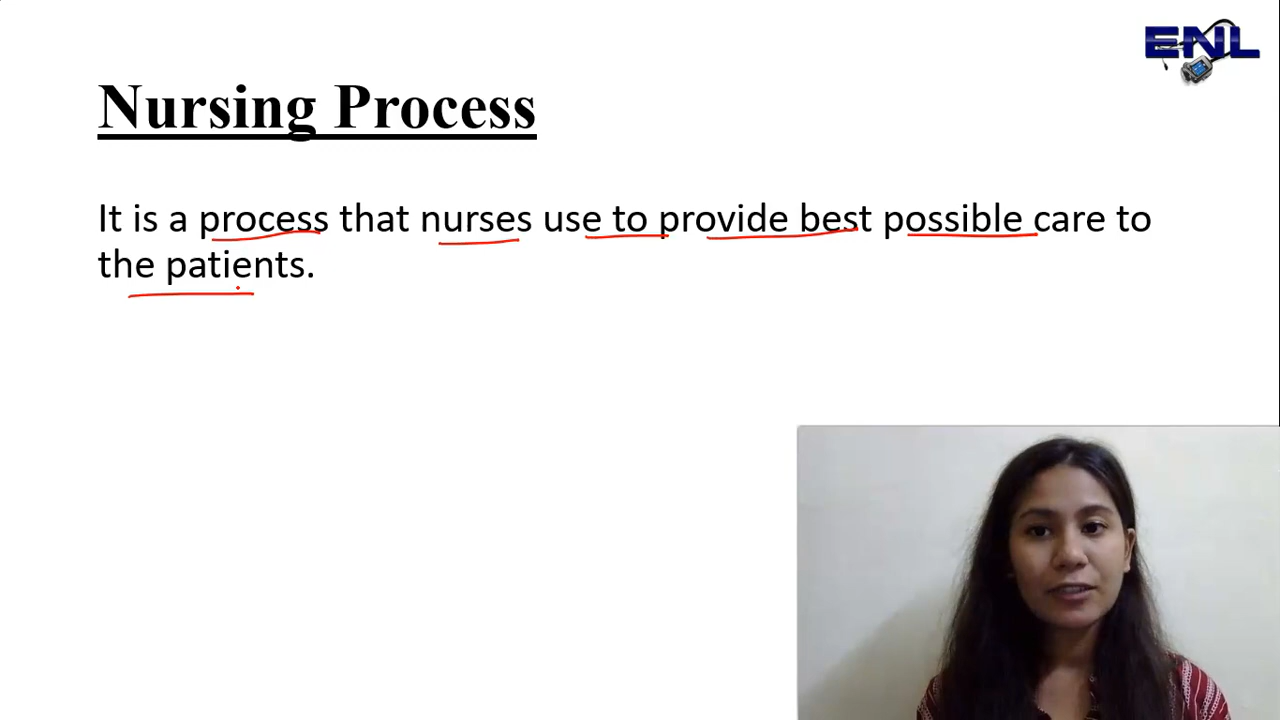 ENL
Nursing Process
It is a process that nurses use to provide best possible care to
the patients.